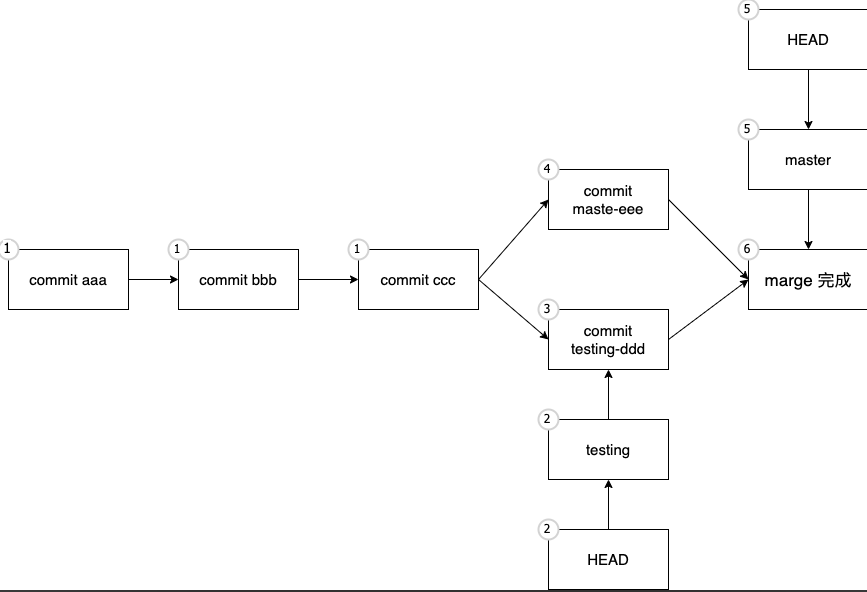 5
HEAD
5
master
4
commit
maste-eee
1
commit aaa
1
commit bbb
1
commit ccc
6
marge 完成
3
commit
testing-ddd
2
testing
2
HEAD